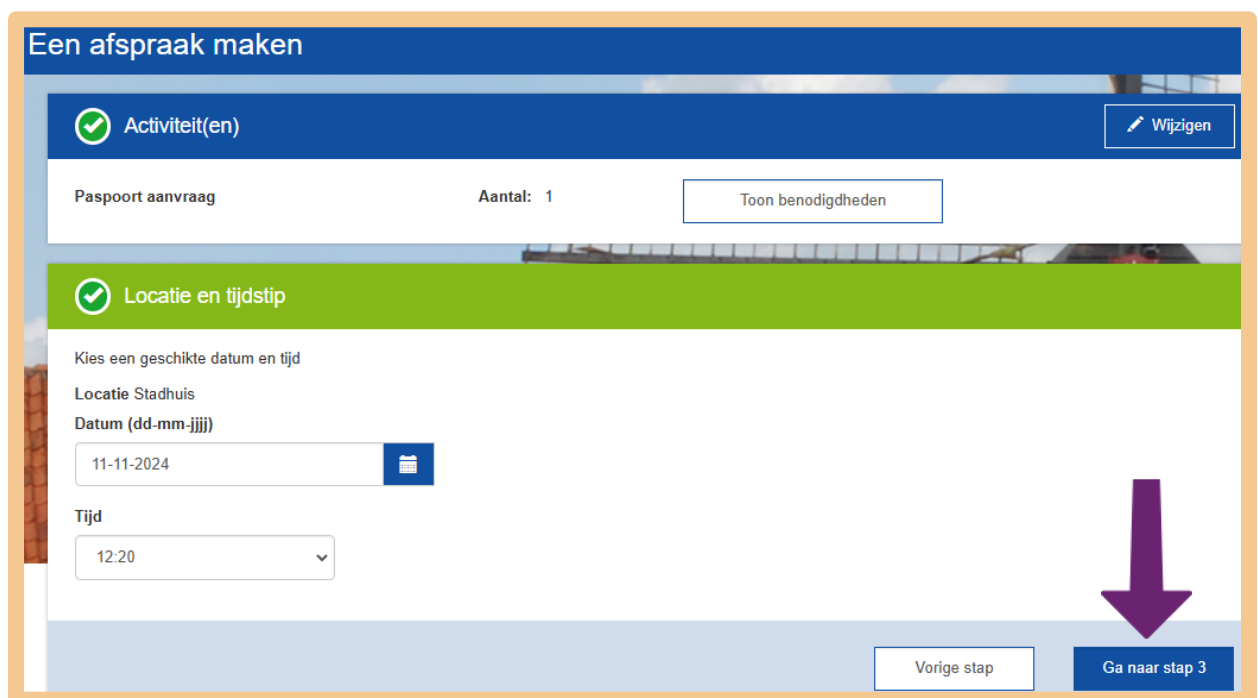 Een afspraak maken
Activiteit(en)
Wijzigen
Paspoort aanvraag Aantal: 1 Toon benodigdheden
Locatie en tijdstip
Kies een geschikte datum en tijd
Locatie Stadhuis
Datum (dd-mm-jjjj)
11-11-2024
Tijd
12:20
Vorige stap Ga naar stap 3